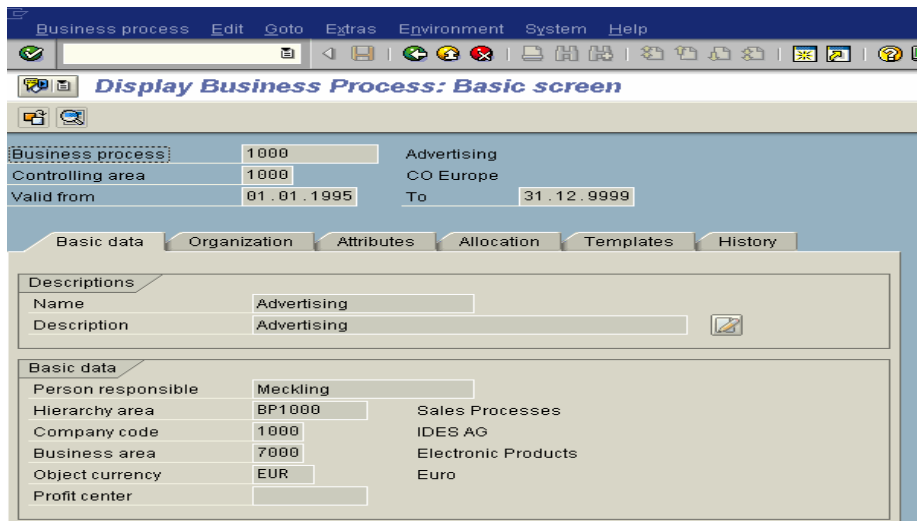 Business process Edit Goto Extras Environment System Help
Display Business Process: Basic screen
Business process 1000 Advertising
Controlling area 1000 CO Europe
Valid from 01.01.1995 To 31.12.9999
Basic data Organization Attributes Allocation Templates History
Descriptions
Name Advertising
Description Advertising
Basic data
Person responsible Meckling
Hierarchy area BP1000 Sales Processes
Company code 1000 IDES AG
Business area 7000 Electronic Products
Object currency EUR Euro
Profit center